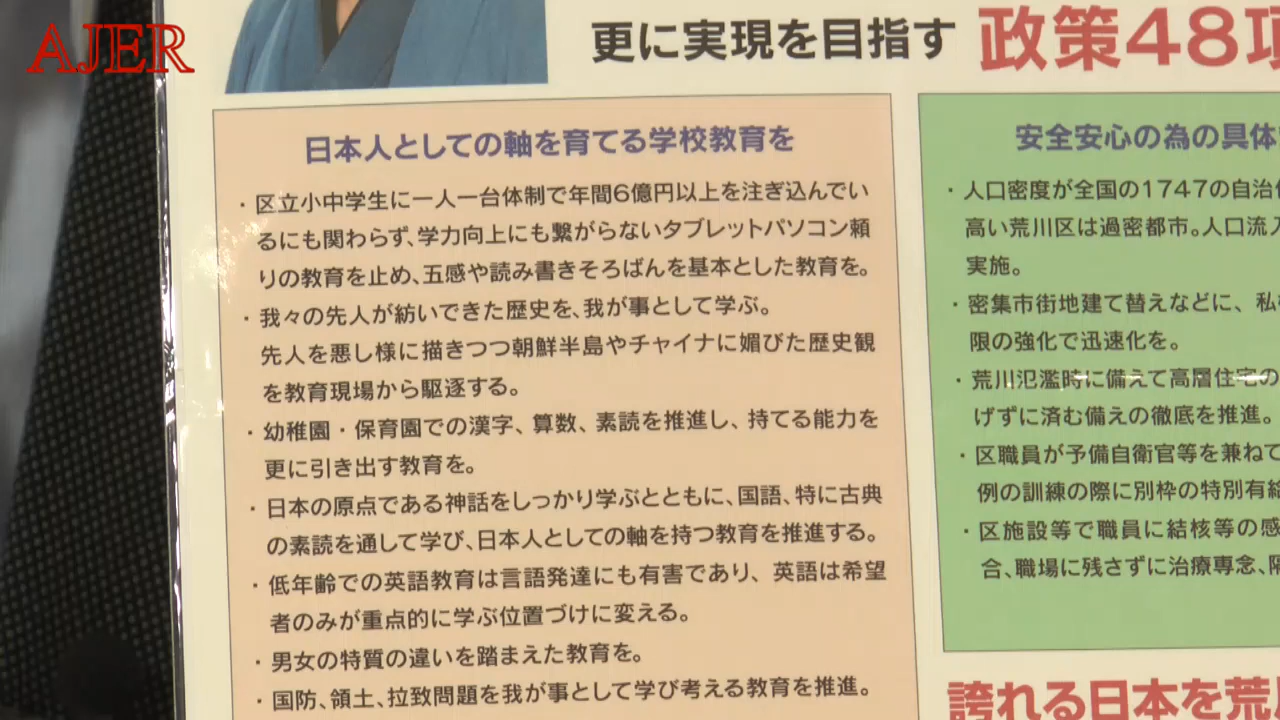 AJER
更に実現を目指す 政策48項
日本人としての軸を育てる学校教育を
・区立小中学生に一人一台体制で年間6億円以上を注ぎ込んでい
るにも関わらず、学力向上にも繋がらないタブレットパソコン頼
りの教育を止め、五感や読み書きそろばんを基本とした教育を。
・我々の先人が紡いできた歴史を、我が事として学ぶ。
先人を悪し様に描きつつ朝鮮半島やチャイナに媚びた歴史観
を教育現場から駆逐する。
・幼稚園・保育園での漢字、算数、素読を推進し、持てる能力を
更に引き出す教育を。
・日本の原点である神話をしっかり学ぶとともに、国語、特に古典
の素読を通して学び、日本人としての軸を持つ教育を推進する。
・低年齢での英語教育は言語発達にも有害であり、英語は希望
者のみが重点的に学ぶ位置づけに変える。
・男女の特質の違いを踏まえた教育を。
・国防、領土、拉致問題を我が事として学び考える教育を推進。
安全安心の為の具体
・人口密度が全国の1747の自治体
高い荒川区は過密都市。人口流入
実施。
・密集市街地建て替えなどに、私
限の強化で迅速化を。
・荒川氾濫時に備えて高層住宅の
げずに済む備えの徹底を推進。
・区職員が予備自衛官等を兼ねて
例の訓練の際に別枠の特別有給
・区施設等で職員に結核等の感
合、職場に残さずに治療専念、隔
誇れる日本を荒川